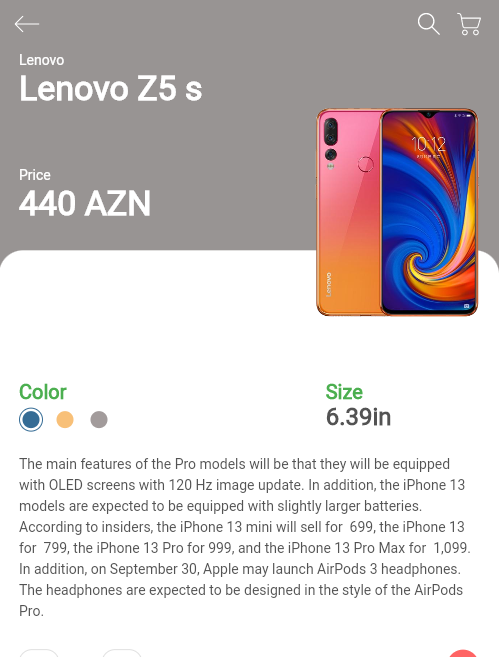 Lenovo
Lenovo Z5 s
Price
440 AZN
10:12
Lenovo
Color
Size
6.39in
The main features of the Pro models will be that they will be equipped
with OLED screens with 120 Hz image update. In addition, the iPhone 13
models are expected to be equipped with slightly larger batteries.
According to insiders, the iPhone 13 mini will sell for  699, the iPhone 13
for  799, the iPhone 13 Pro for 999, and the iPhone 13 Pro Max for  1,099.
In addition, on September 30, Apple may launch AirPods 3 headphones.
The headphones are expected to be designed in the style of the AirPods
Pro.